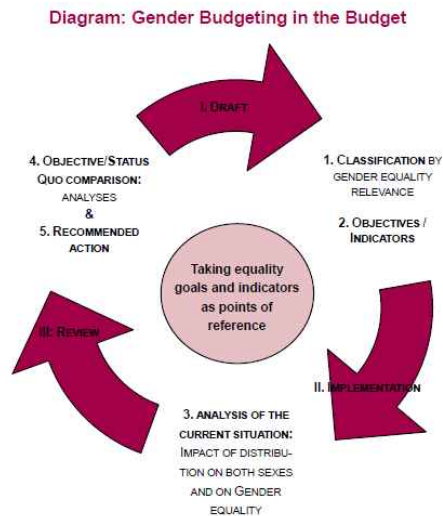 Diagram: Gender Budgeting in the Budget
I. DRAFT
1. CLASSIFICATION BY
GENDER EQUALITY
RELEVANCE
2. OBJECTIVES /
INDICATORS
II. IMPLEMENTATION
3. ANALYSIS OF THE
CURRENT SITUATION:
IMPACT OF DISTRIBU-
TION ON BOTH SEXES
AND ON GENDER
EQUALITY
III: REVIEW
4. OBJECTIVE/STATUS
QUO COMPARISON:
ANALYSES
&
5. RECOMMENDED
ACTION
Taking equality
goals and indicators
as points of
reference